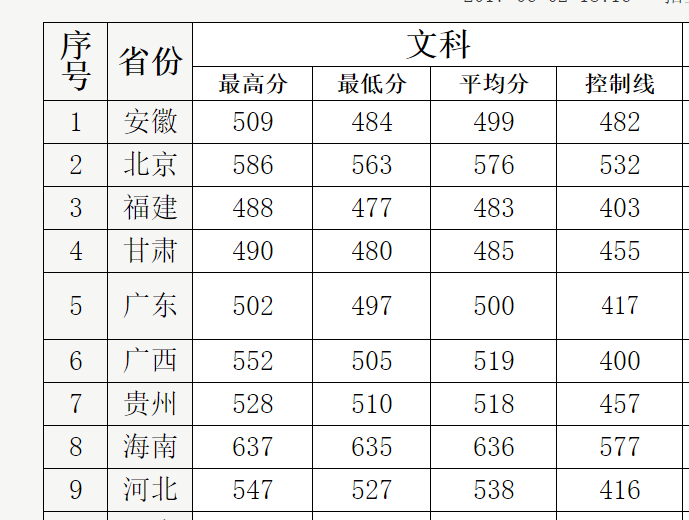 序号 省份 文科
最高分 最低分 平均分 控制线
1 安徽 509 484 499 482
2 北京 586 563 576 532
3 福建 488 477 483 403
4 甘肃 490 480 485 455
5 广东 502 497 500 417
6 广西 552 505 519 400
7 贵州 528 510 518 457
8 海南 637 635 636 577
9 河北 547 527 538 416